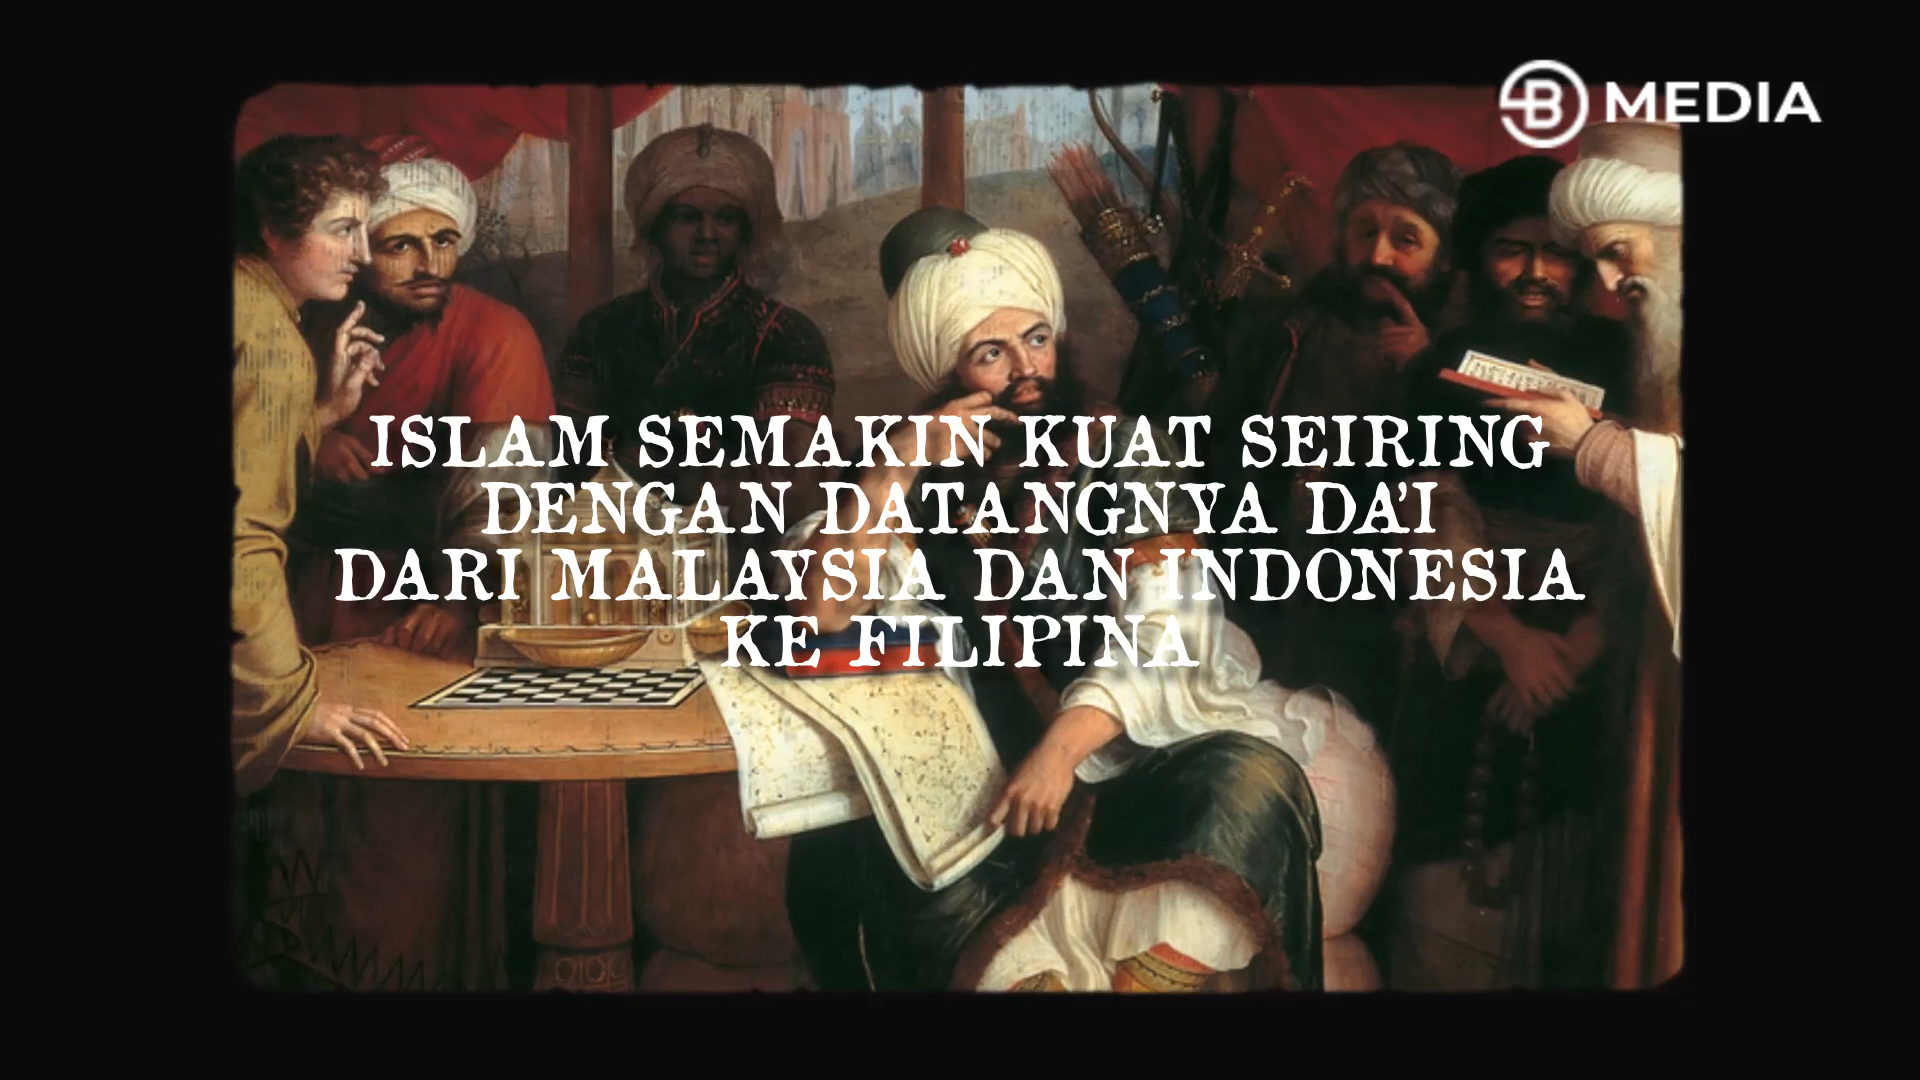 MEDIA
ISLAM SEMAKIN KUAT SEIRING
DENGAN DATANGNYA DA'I
DARI MALAYSIA DAN INDONESIA
KE FILIPINA